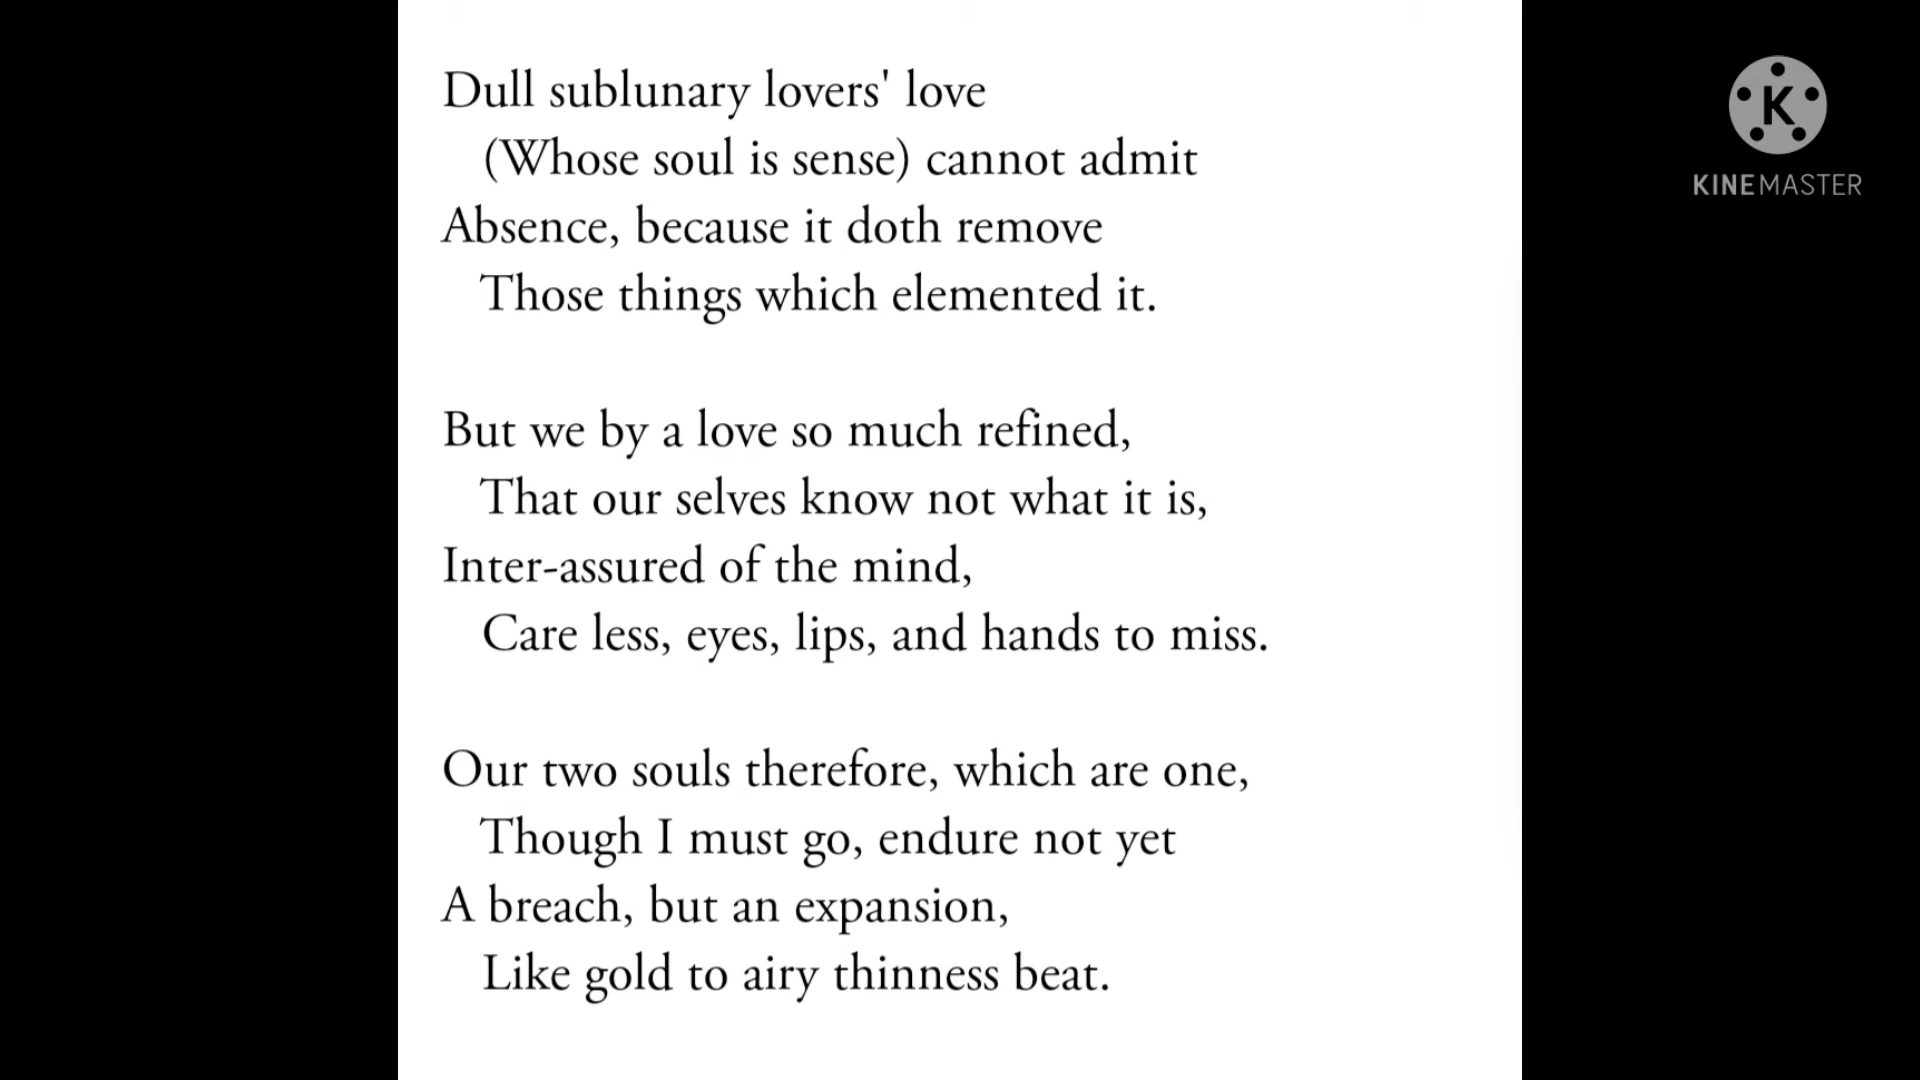 Dull sublunary lovers' love
(Whose soul is sense) cannot admit
Absence, because it doth remove
Those things which elemented it.
But we by a love so much refined,
That our selves know not what it is,
Inter-assured of the mind,
Care less, eyes, lips, and hands to miss.
Our two souls therefore, which are one,
Though I must go, endure not yet
A breach, but an expansion,
Like gold to airy thinness beat.
K
KINEMASTER